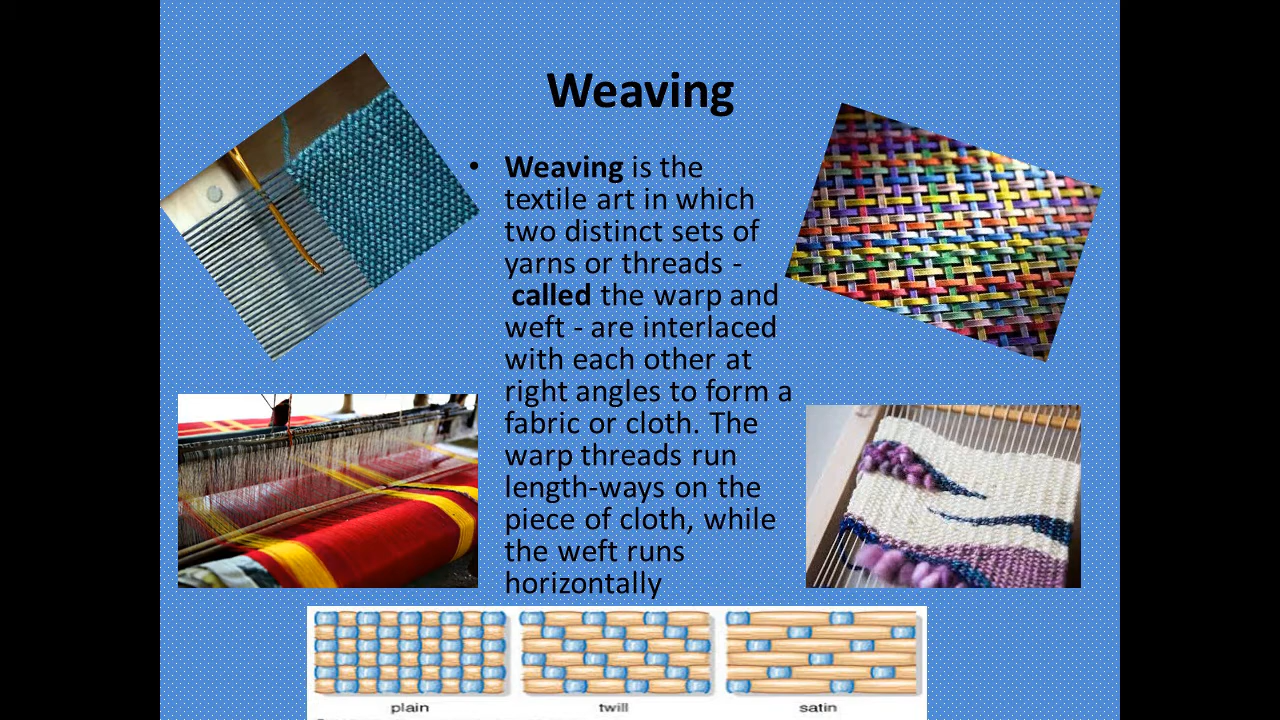 Weaving
• Weaving is the
textile art in which
two distinct sets of
yarns or threads -
called the warp and
weft - are interlaced
with each other at
right angles to form a
fabric or cloth. The
warp threads run
length-ways on the
piece of cloth, while
the weft runs
horizontally
plain twill satin